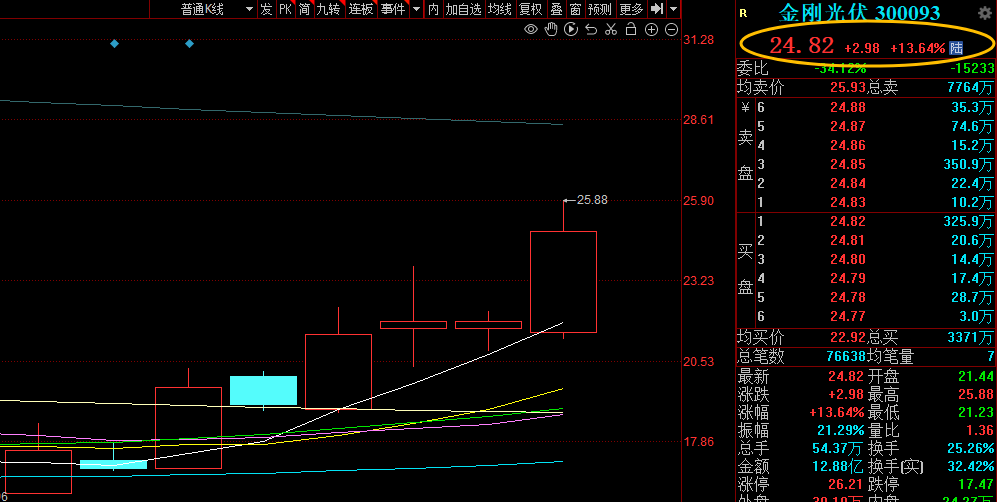 普通K线 发 PK 简 九转 连板 事件 内 加自选 均线 复权 叠 窗 预测 更多
R 金刚光伏 300093
24.82 +2.98 +13.64% 陆
31.28
28.61
25.90
23.23
20.53
17.86
25.88
6
委比 -34.12% -15233
均卖价 25.93 总卖 7764万
¥ 6 24.88 35.3万
5 24.87 74.6万
卖 4 24.86 15.2万
3 24.85 350.9万
盘 2 24.84 22.4万
1 24.83 10.2万
1 24.82 325.9万
2 24.81 20.6万
买 3 24.80 14.4万
4 24.79 17.4万
盘 5 24.78 28.7万
6 24.77 3.0万
均买价 22.92 总买 3371万
总笔数 76638 均笔量 7
最新 24.82 开盘 21.44
涨跌 +2.98 最高 25.88
涨幅 +13.64% 最低 21.23
振幅 21.29% 量比 1.36
总手 54.37万 换手 25.26%
金额 12.88亿 换手(实) 32.42%
涨停 26.21 跌停 17.47